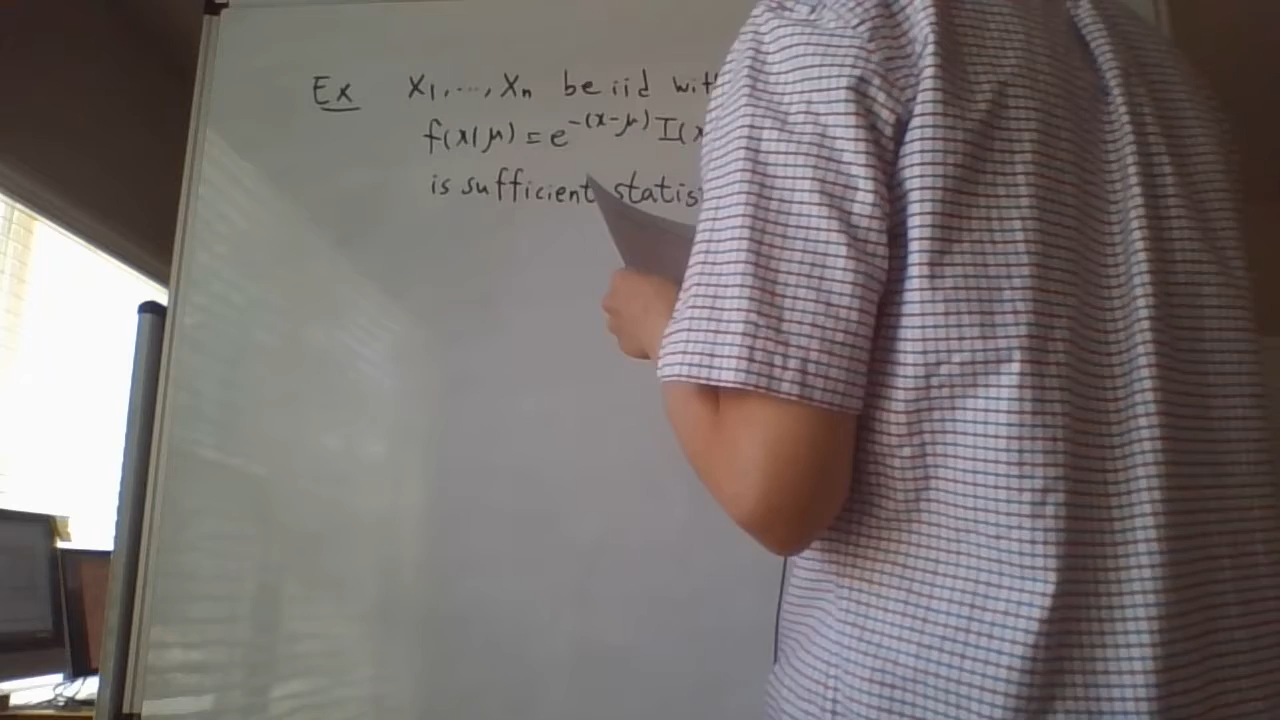 Ex X₁,...,Xₙ be iid with
f(x|μ) = e^{-(x-μ)} I(x
is sufficient statis